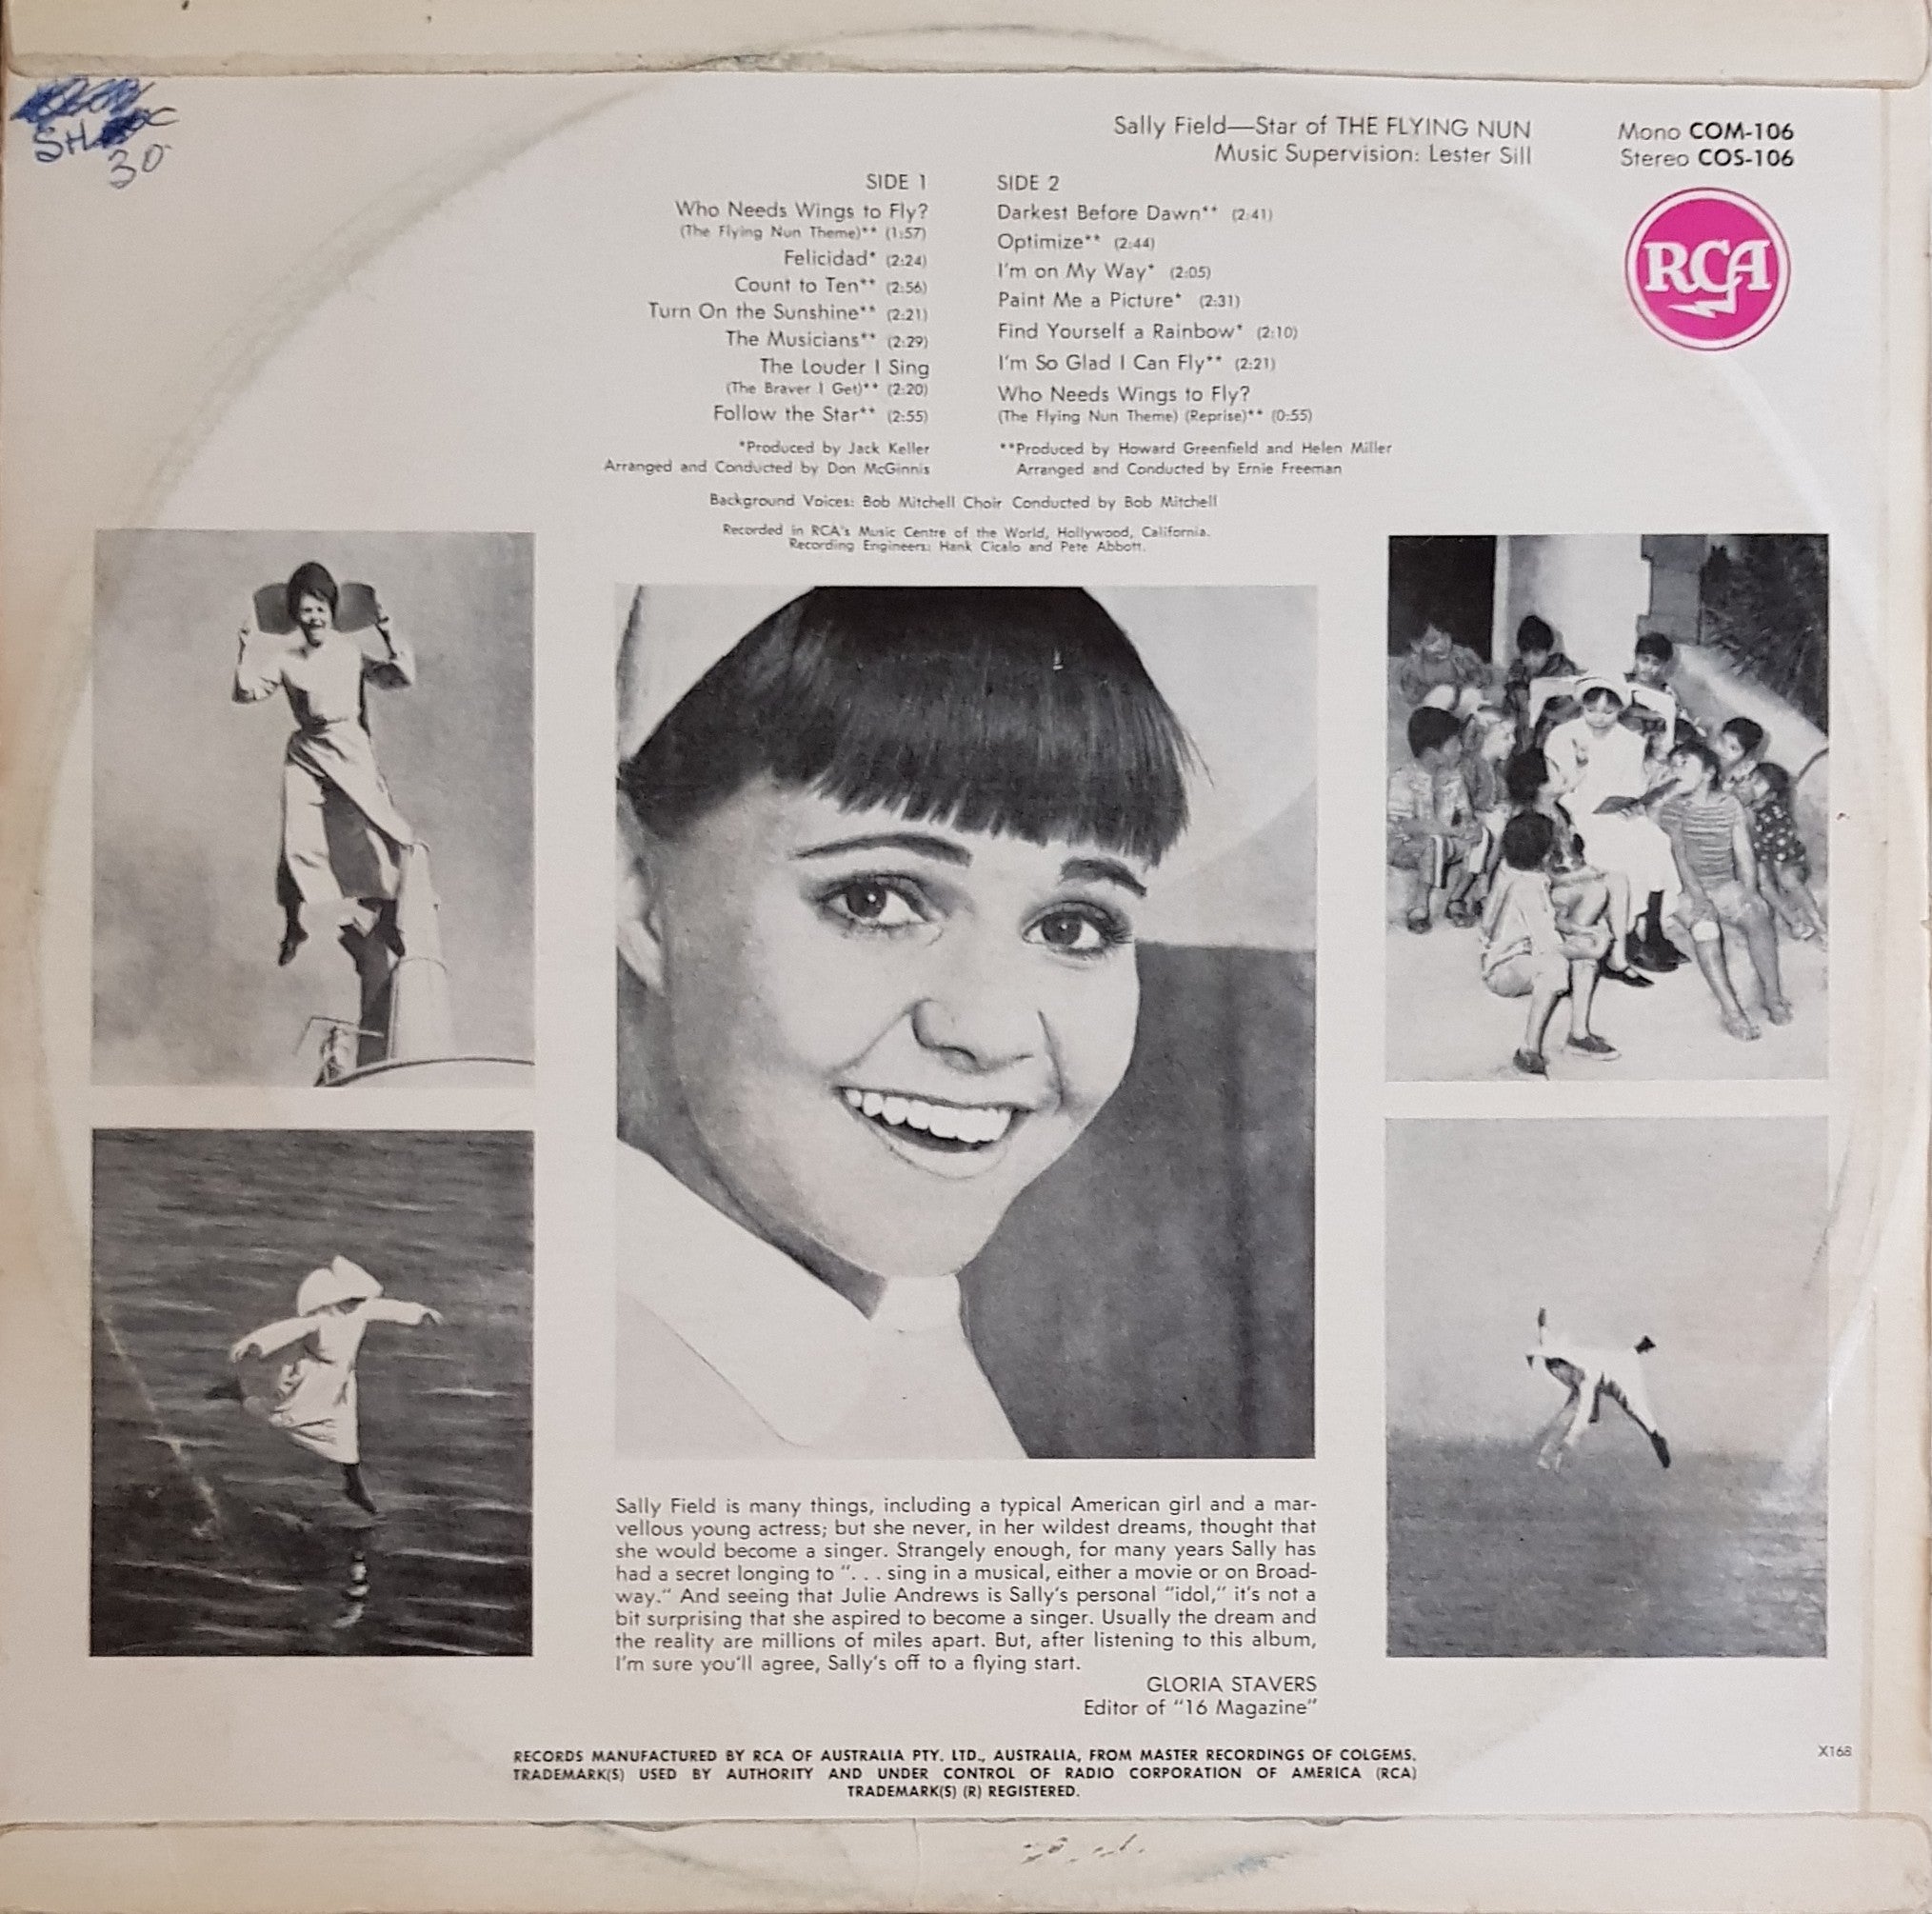 30
Sally Field—Star of THE FLYING NUN
Music Supervision: Lester Sill
Mono COM-106
Stereo COS-106
RCA
SIDE 1
Who Needs Wings to Fly?
(The Flying Nun Theme)** (1:57)
Felicidad* (2:24)
Count to Ten** (2:56)
Turn On the Sunshine** (2:21)
The Musicians** (2:29)
The Louder I Sing
(The Braver I Get)** (2:20)
Follow the Star** (2:55)
*Produced by Jack Keller
Arranged and Conducted by Don McGinnis
SIDE 2
Darkest Before Dawn** (2:41)
Optimize** (2:44)
I'm on My Way* (2:05)
Paint Me a Picture* (2:31)
Find Yourself a Rainbow* (2:10)
I'm So Glad I Can Fly** (2:21)
Who Needs Wings to Fly?
(The Flying Nun Theme) (Reprise)** (0:55)
**Produced by Howard Greenfield and Helen Miller
Arranged and Conducted by Ernie Freeman
Background Voices: Bob Mitchell Choir Conducted by Bob Mitchell
Recorded in RCA's Music Centre of the World, Hollywood, California.
Recording Engineers: Hank Cicalo and Pete Abbott.
Sally Field is many things, including a typical American girl and a mar-
vellous young actress; but she never, in her wildest dreams, thought that
she would become a singer. Strangely enough, for many years Sally has
had a secret longing to ". . . sing in a musical, either a movie or on Broad-
way." And seeing that Julie Andrews is Sally's personal "idol," it's not a
bit surprising that she aspired to become a singer. Usually the dream and
the reality are millions of miles apart. But, after listening to this album,
I'm sure you'll agree, Sally's off to a flying start.
GLORIA STAVERS
Editor of "16 Magazine"
RECORDS MANUFACTURED BY RCA OF AUSTRALIA PTY. LTD., AUSTRALIA, FROM MASTER RECORDINGS OF COLGEMS.
TRADEMARK(S) USED BY AUTHORITY AND UNDER CONTROL OF RADIO CORPORATION OF AMERICA (RCA)
TRADEMARK(S) (R) REGISTERED.
X168